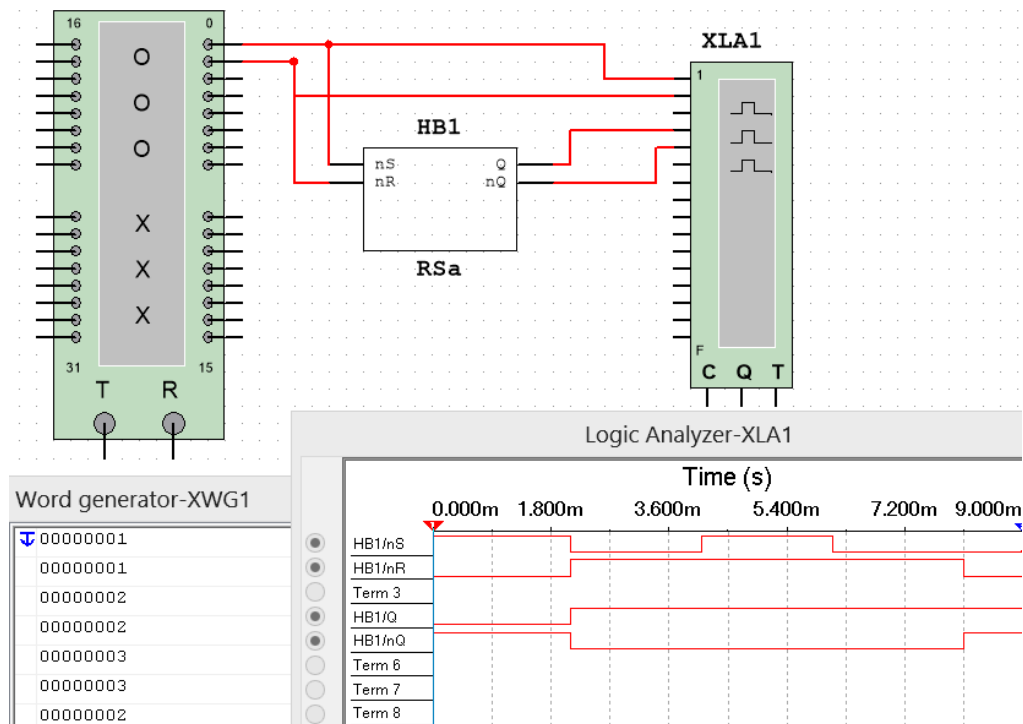 16 0
O
O
O
X
X
X
31 15
T R
XLA1
1
F
C Q T
HB1
nS Q
nR nQ
RSa
Word generator-XWG1
00000001
00000001
00000002
00000002
00000003
00000003
00000002
Logic Analyzer-XLA1
Time (s)
0.000m 1.800m 3.600m 5.400m 7.200m 9.000m
1
HB1/nS
HB1/nR
Term 3
HB1/Q
HB1/nQ
Term 6
Term 7
Term 8